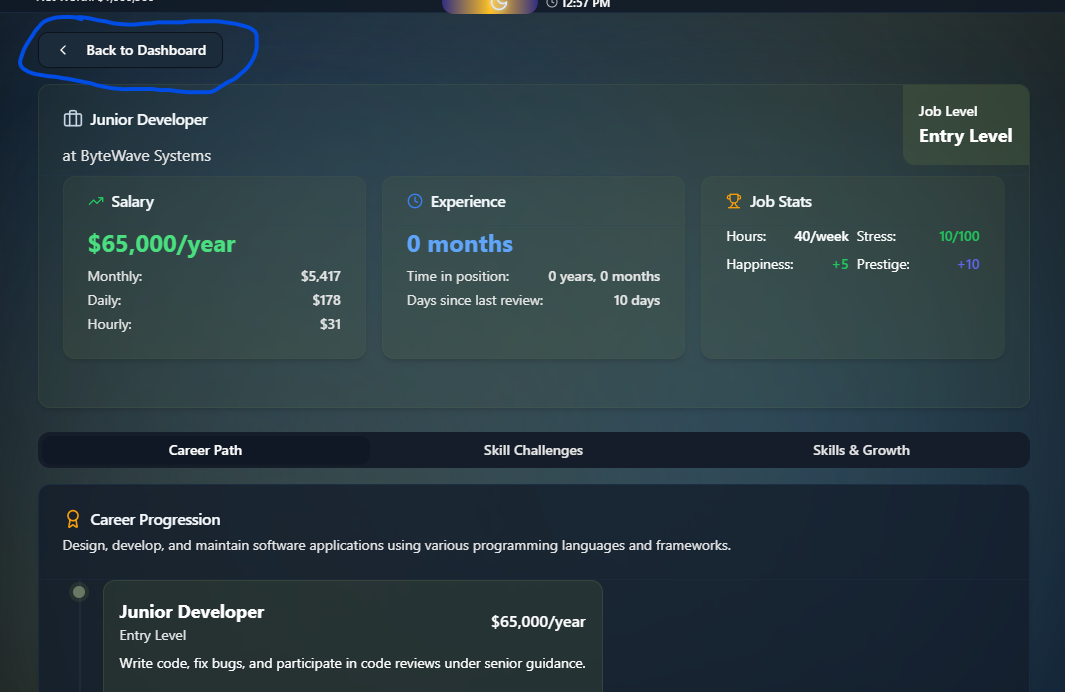 12:57 PM
Back to Dashboard
Junior Developer
at ByteWave Systems
Job Level
Entry Level
Salary
$65,000/year
Monthly: $5,417
Daily: $178
Hourly: $31
Experience
0 months
Time in position: 0 years, 0 months
Days since last review: 10 days
Job Stats
Hours: 40/week Stress: 10/100
Happiness: +5 Prestige: +10
Career Path Skill Challenges Skills & Growth
Career Progression
Design, develop, and maintain software applications using various programming languages and frameworks.
Junior Developer
Entry Level
$65,000/year
Write code, fix bugs, and participate in code reviews under senior guidance.